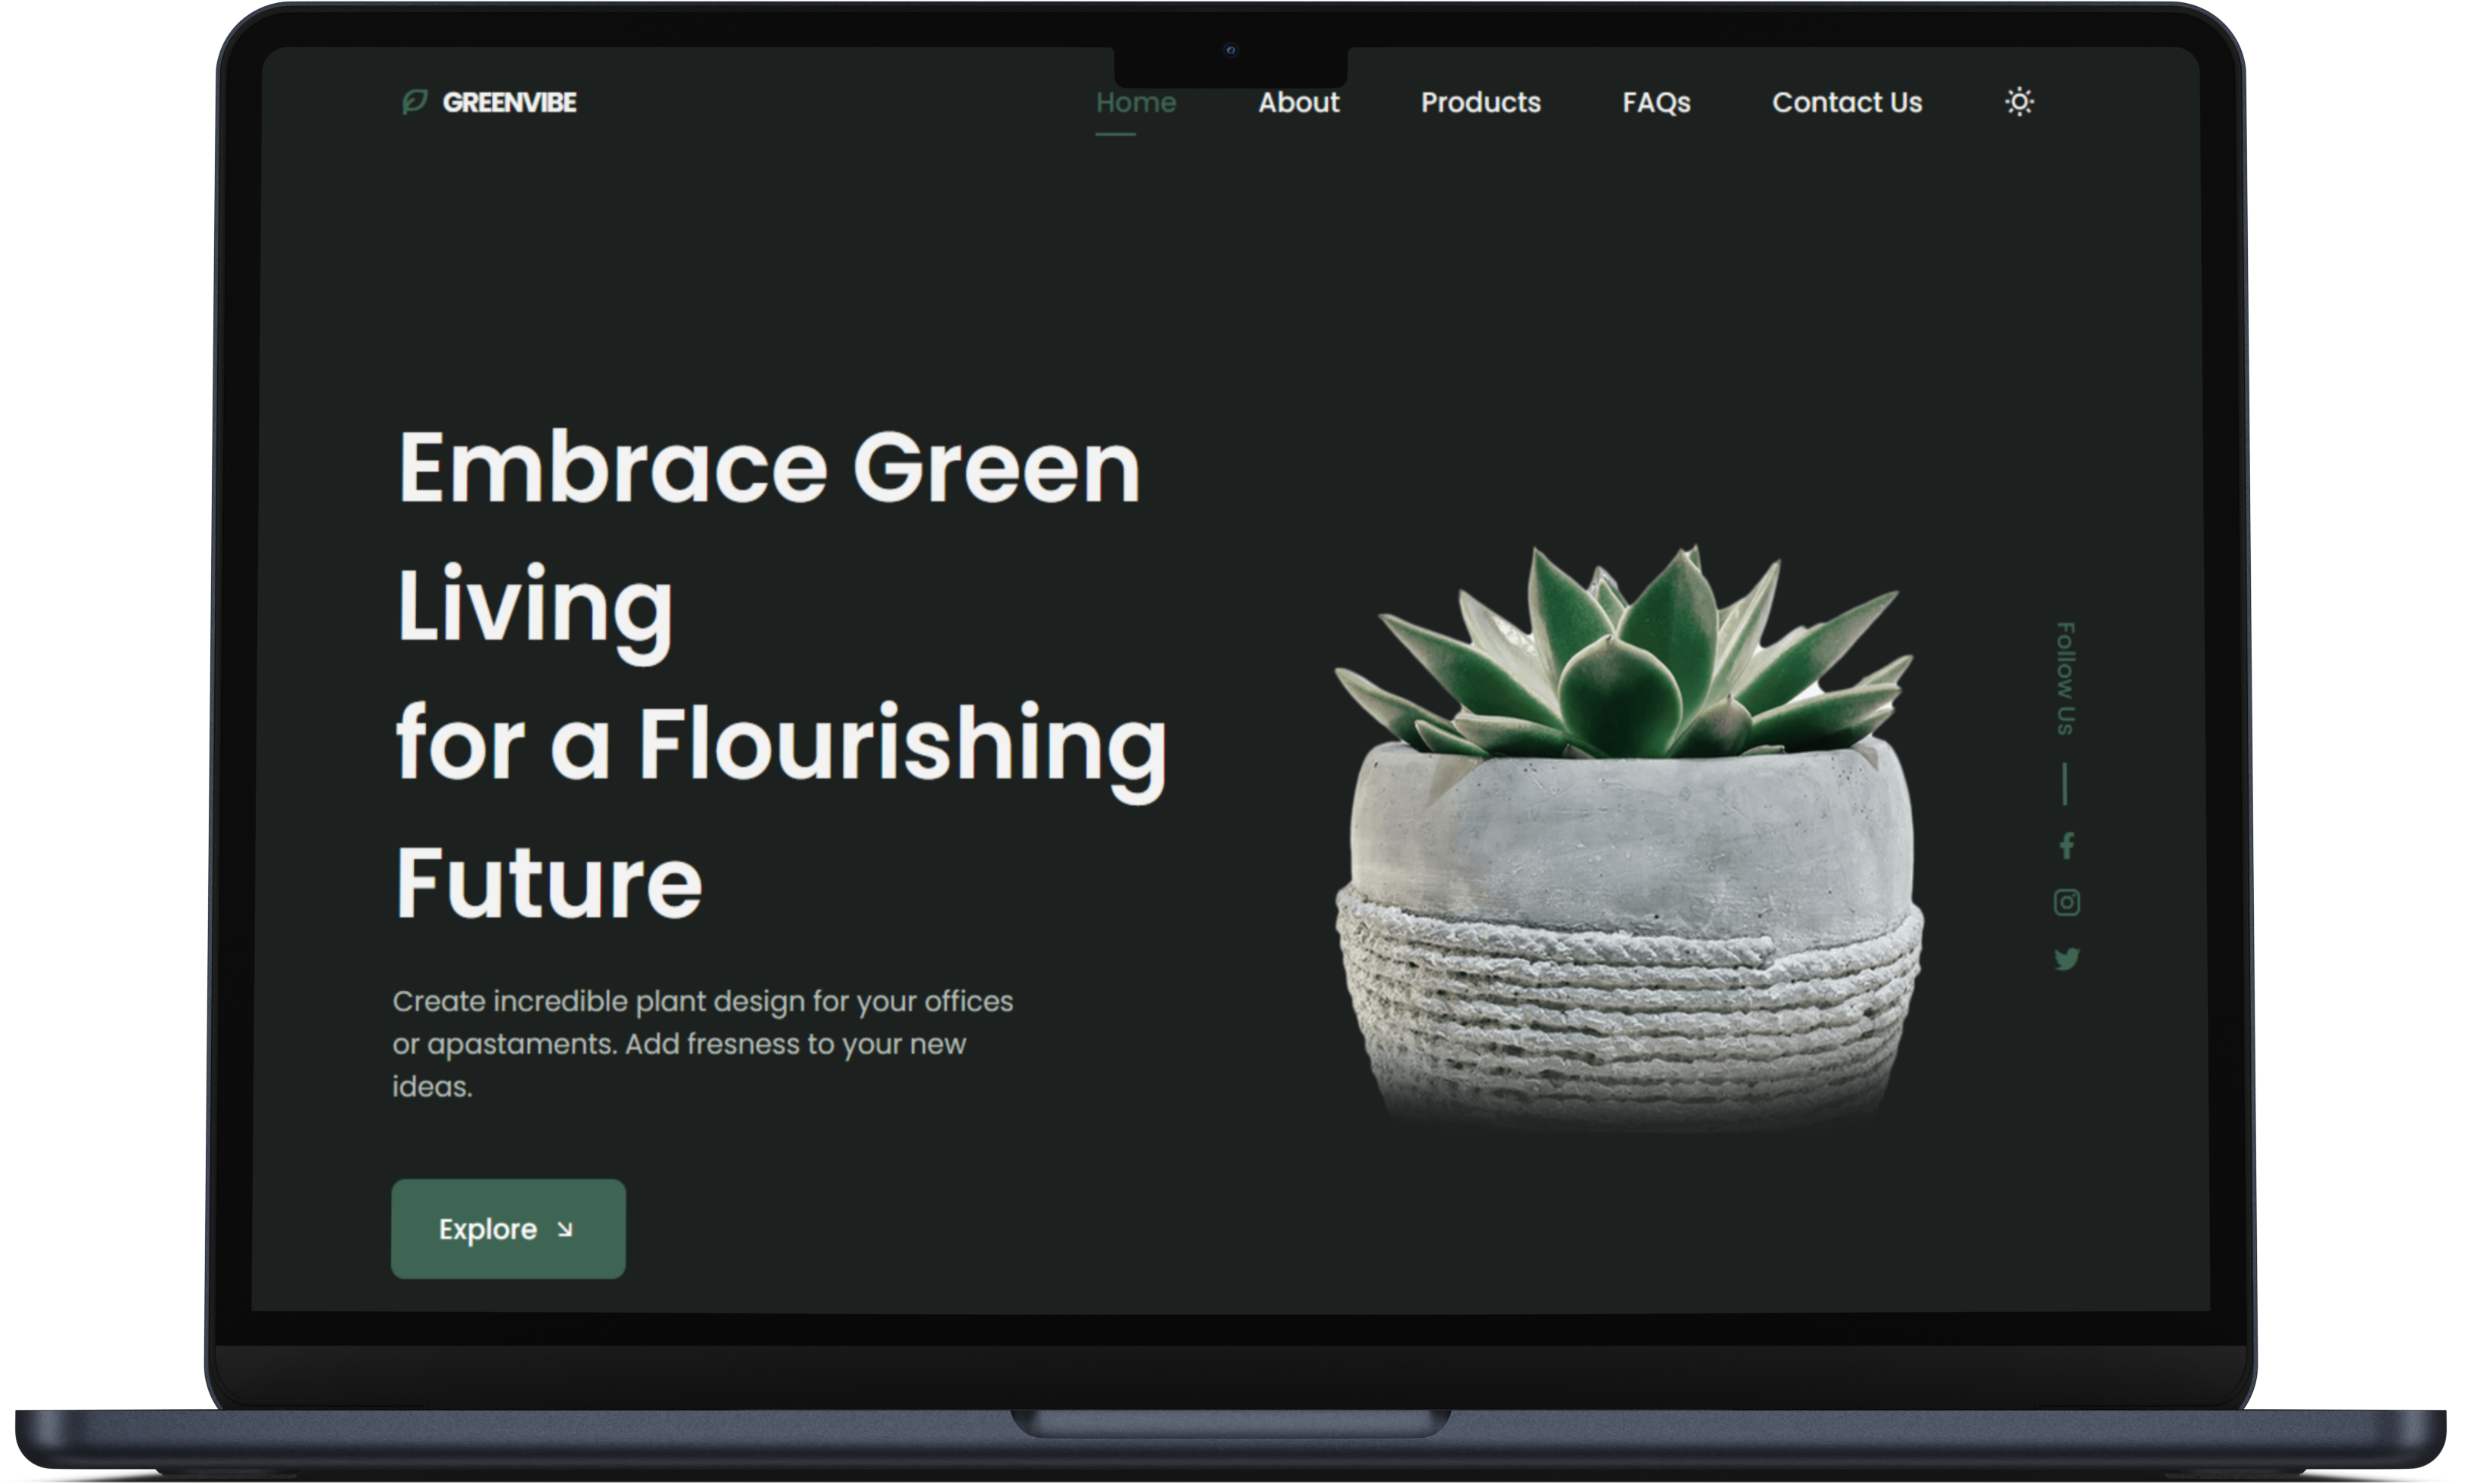 GREENVIBE
Home About Products FAQs Contact Us
Embrace Green
Living
for a Flourishing
Future
Create incredible plant design for your offices
or apastaments. Add fresness to your new
ideas.
Explore
Follow Us